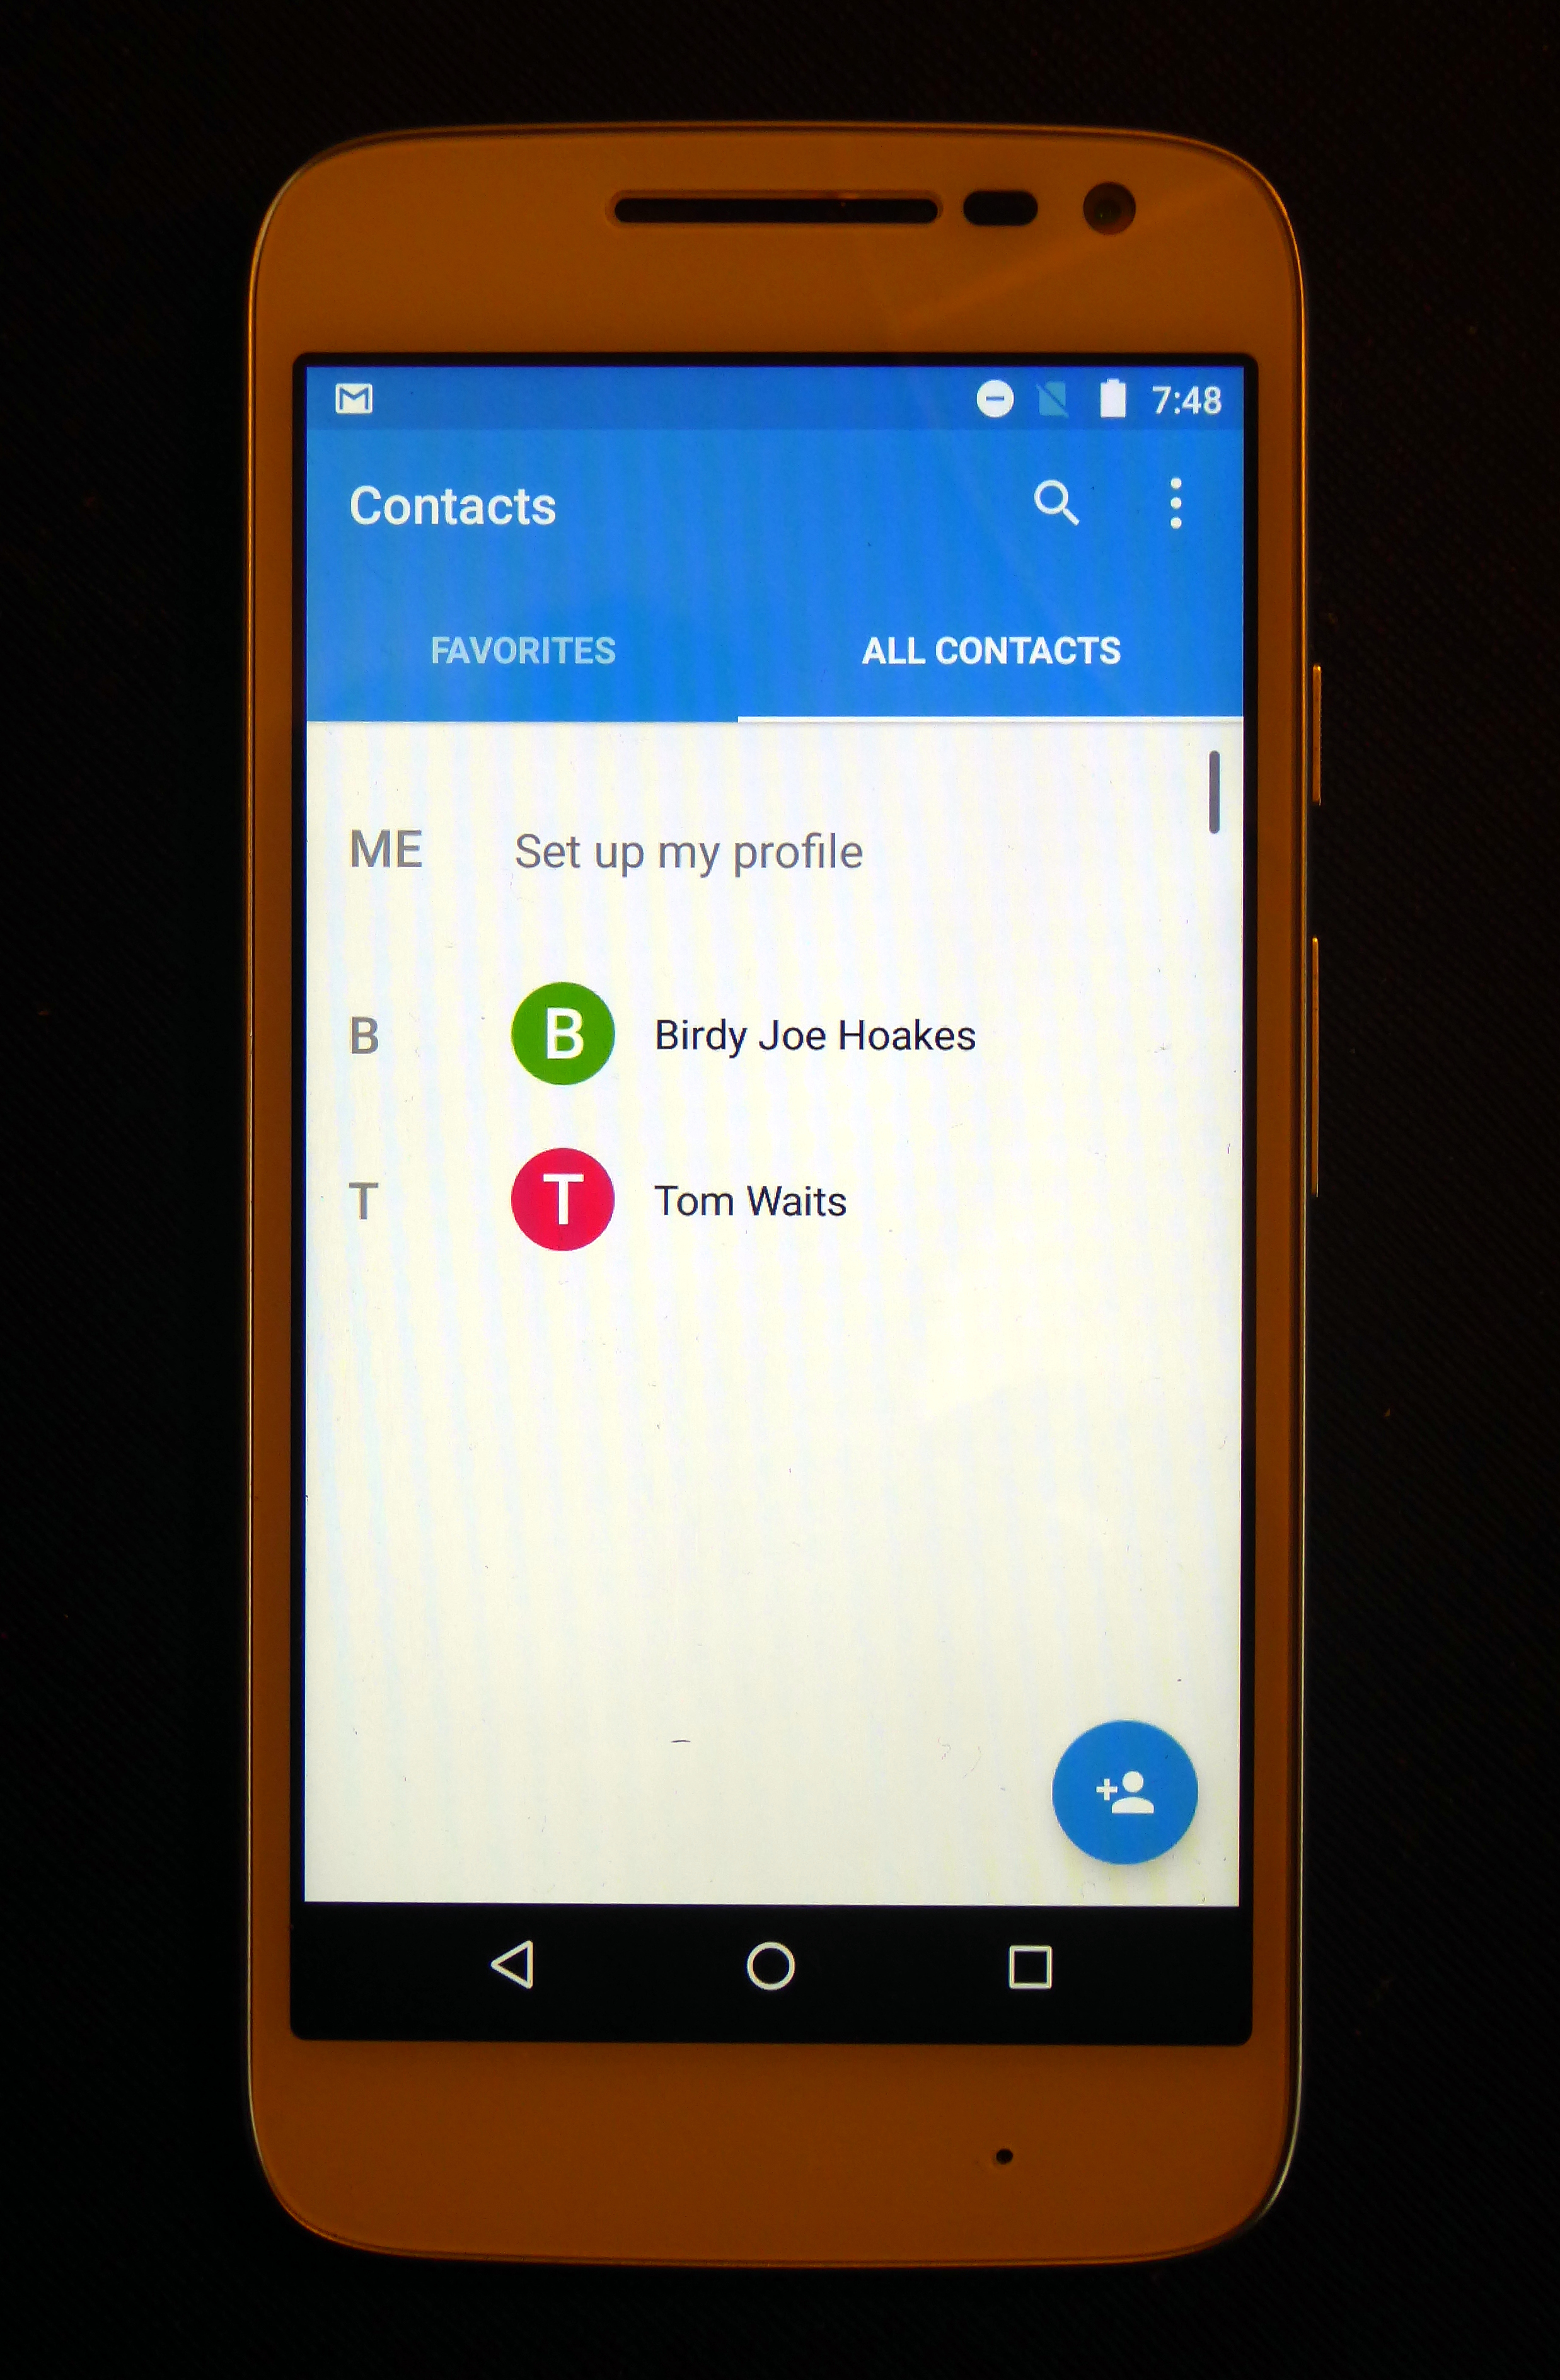 7:48
Contacts
FAVORITES ALL CONTACTS
ME Set up my profile
B B Birdy Joe Hoakes
T T Tom Waits